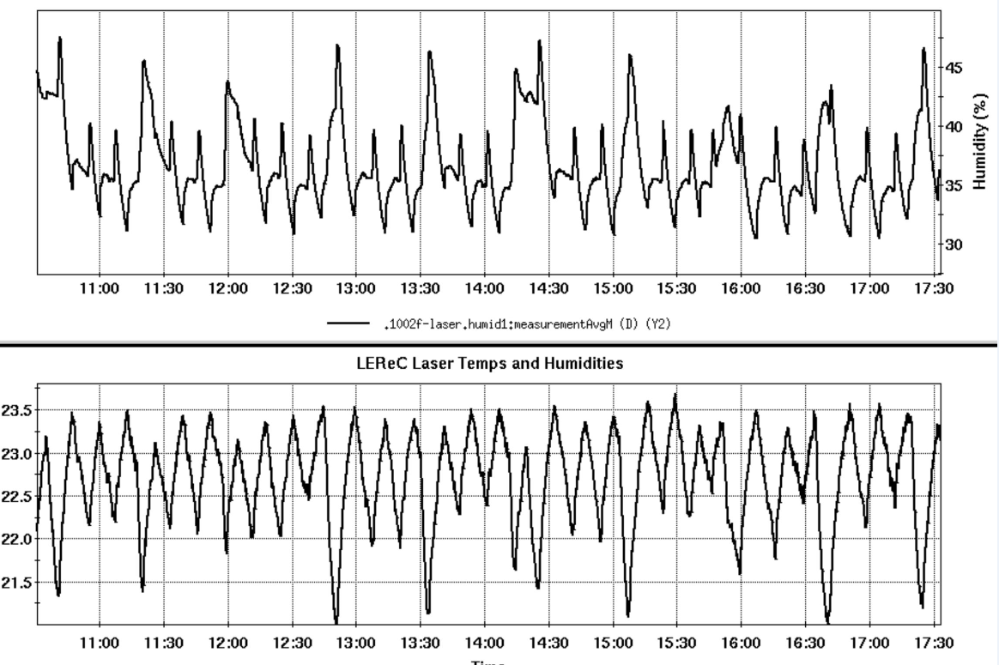 45
40
35
30
Humidity (%)
11:00 11:30 12:00 12:30 13:00 13:30 14:00 14:30 15:00 15:30 16:00 16:30 17:00 17:30
.1002f-laser.humid1:measurementAvgM (D) (Y2)
LEReC Laser Temps and Humidities
23.5
23.0
22.5
22.0
21.5
11:00 11:30 12:00 12:30 13:00 13:30 14:00 14:30 15:00 15:30 16:00 16:30 17:00 17:30
Time